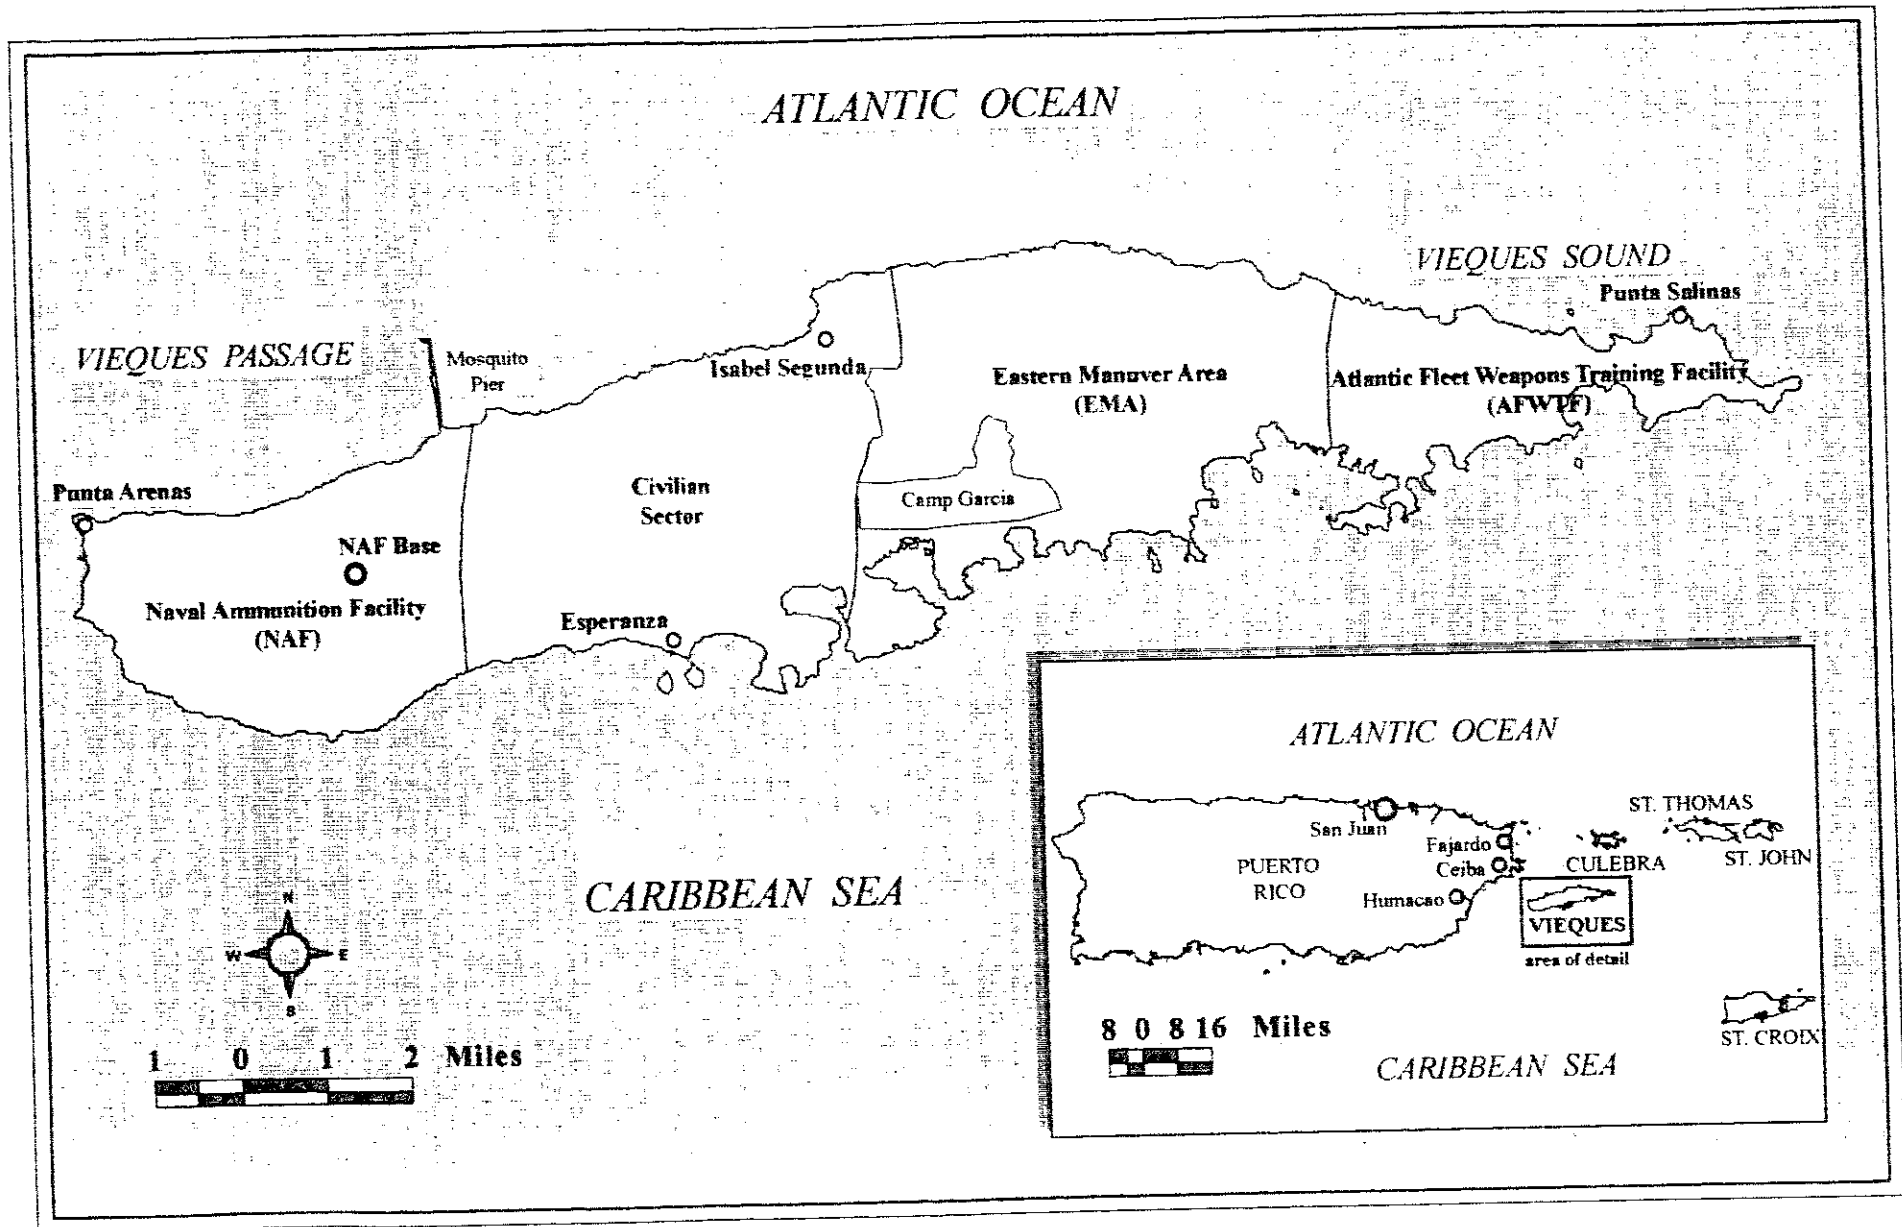 ATLANTIC OCEAN
VIEQUES SOUND
Punta Salinas
VIEQUES PASSAGE
Mosquito
Pier
Isabel Segunda
Eastern Manuver Area
(EMA)
Atlantic Fleet Weapons Training Facility
(AFWTF)
Punta Arenas
Civilian
Sector
Camp Garcia
NAF Base
Naval Ammunition Facility
(NAF)
Esperanza
CARIBBEAN SEA
N
W E
S
1 0 1 2 Miles
ATLANTIC OCEAN
ST. THOMAS
San Juan
Fajardo
Ceiba
CULEBRA
ST. JOHN
PUERTO
RICO
Humacao
VIEQUES
area of detail
ST. CROIX
8 0 8 16 Miles
CARIBBEAN SEA